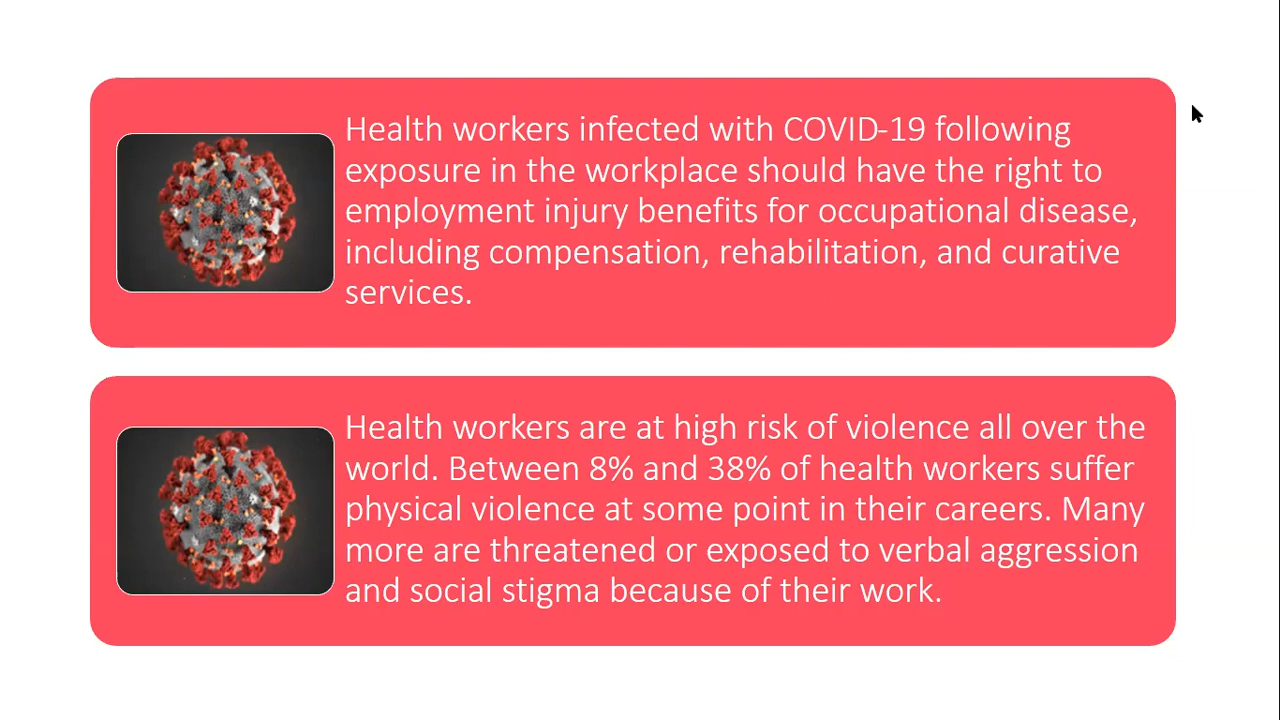 Health workers infected with COVID-19 following
exposure in the workplace should have the right to
employment injury benefits for occupational disease,
including compensation, rehabilitation, and curative
services.
Health workers are at high risk of violence all over the
world. Between 8% and 38% of health workers suffer
physical violence at some point in their careers. Many
more are threatened or exposed to verbal aggression
and social stigma because of their work.